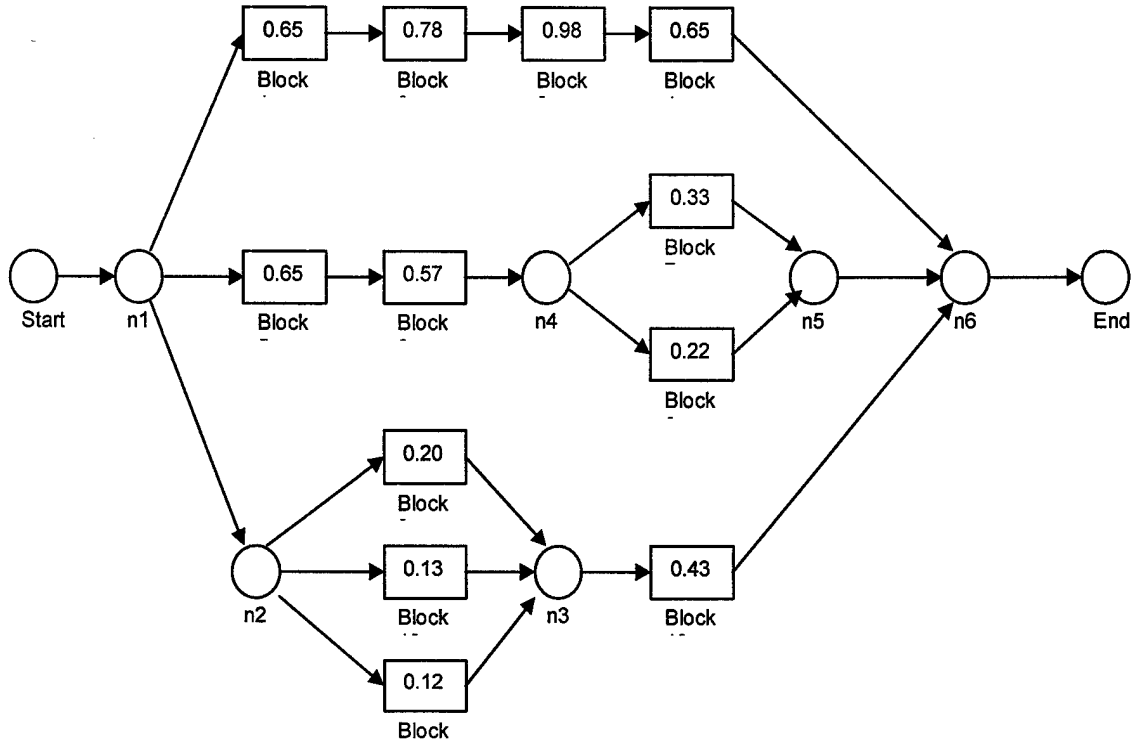 0.65 0.78 0.98 0.65
Block Block Block Block
0.33
Block
0.65 0.57
Start n1 Block Block n4 n5 n6 End
0.22
Block
0.20
Block
0.13 0.43
n2 Block n3 Block
0.12
Block